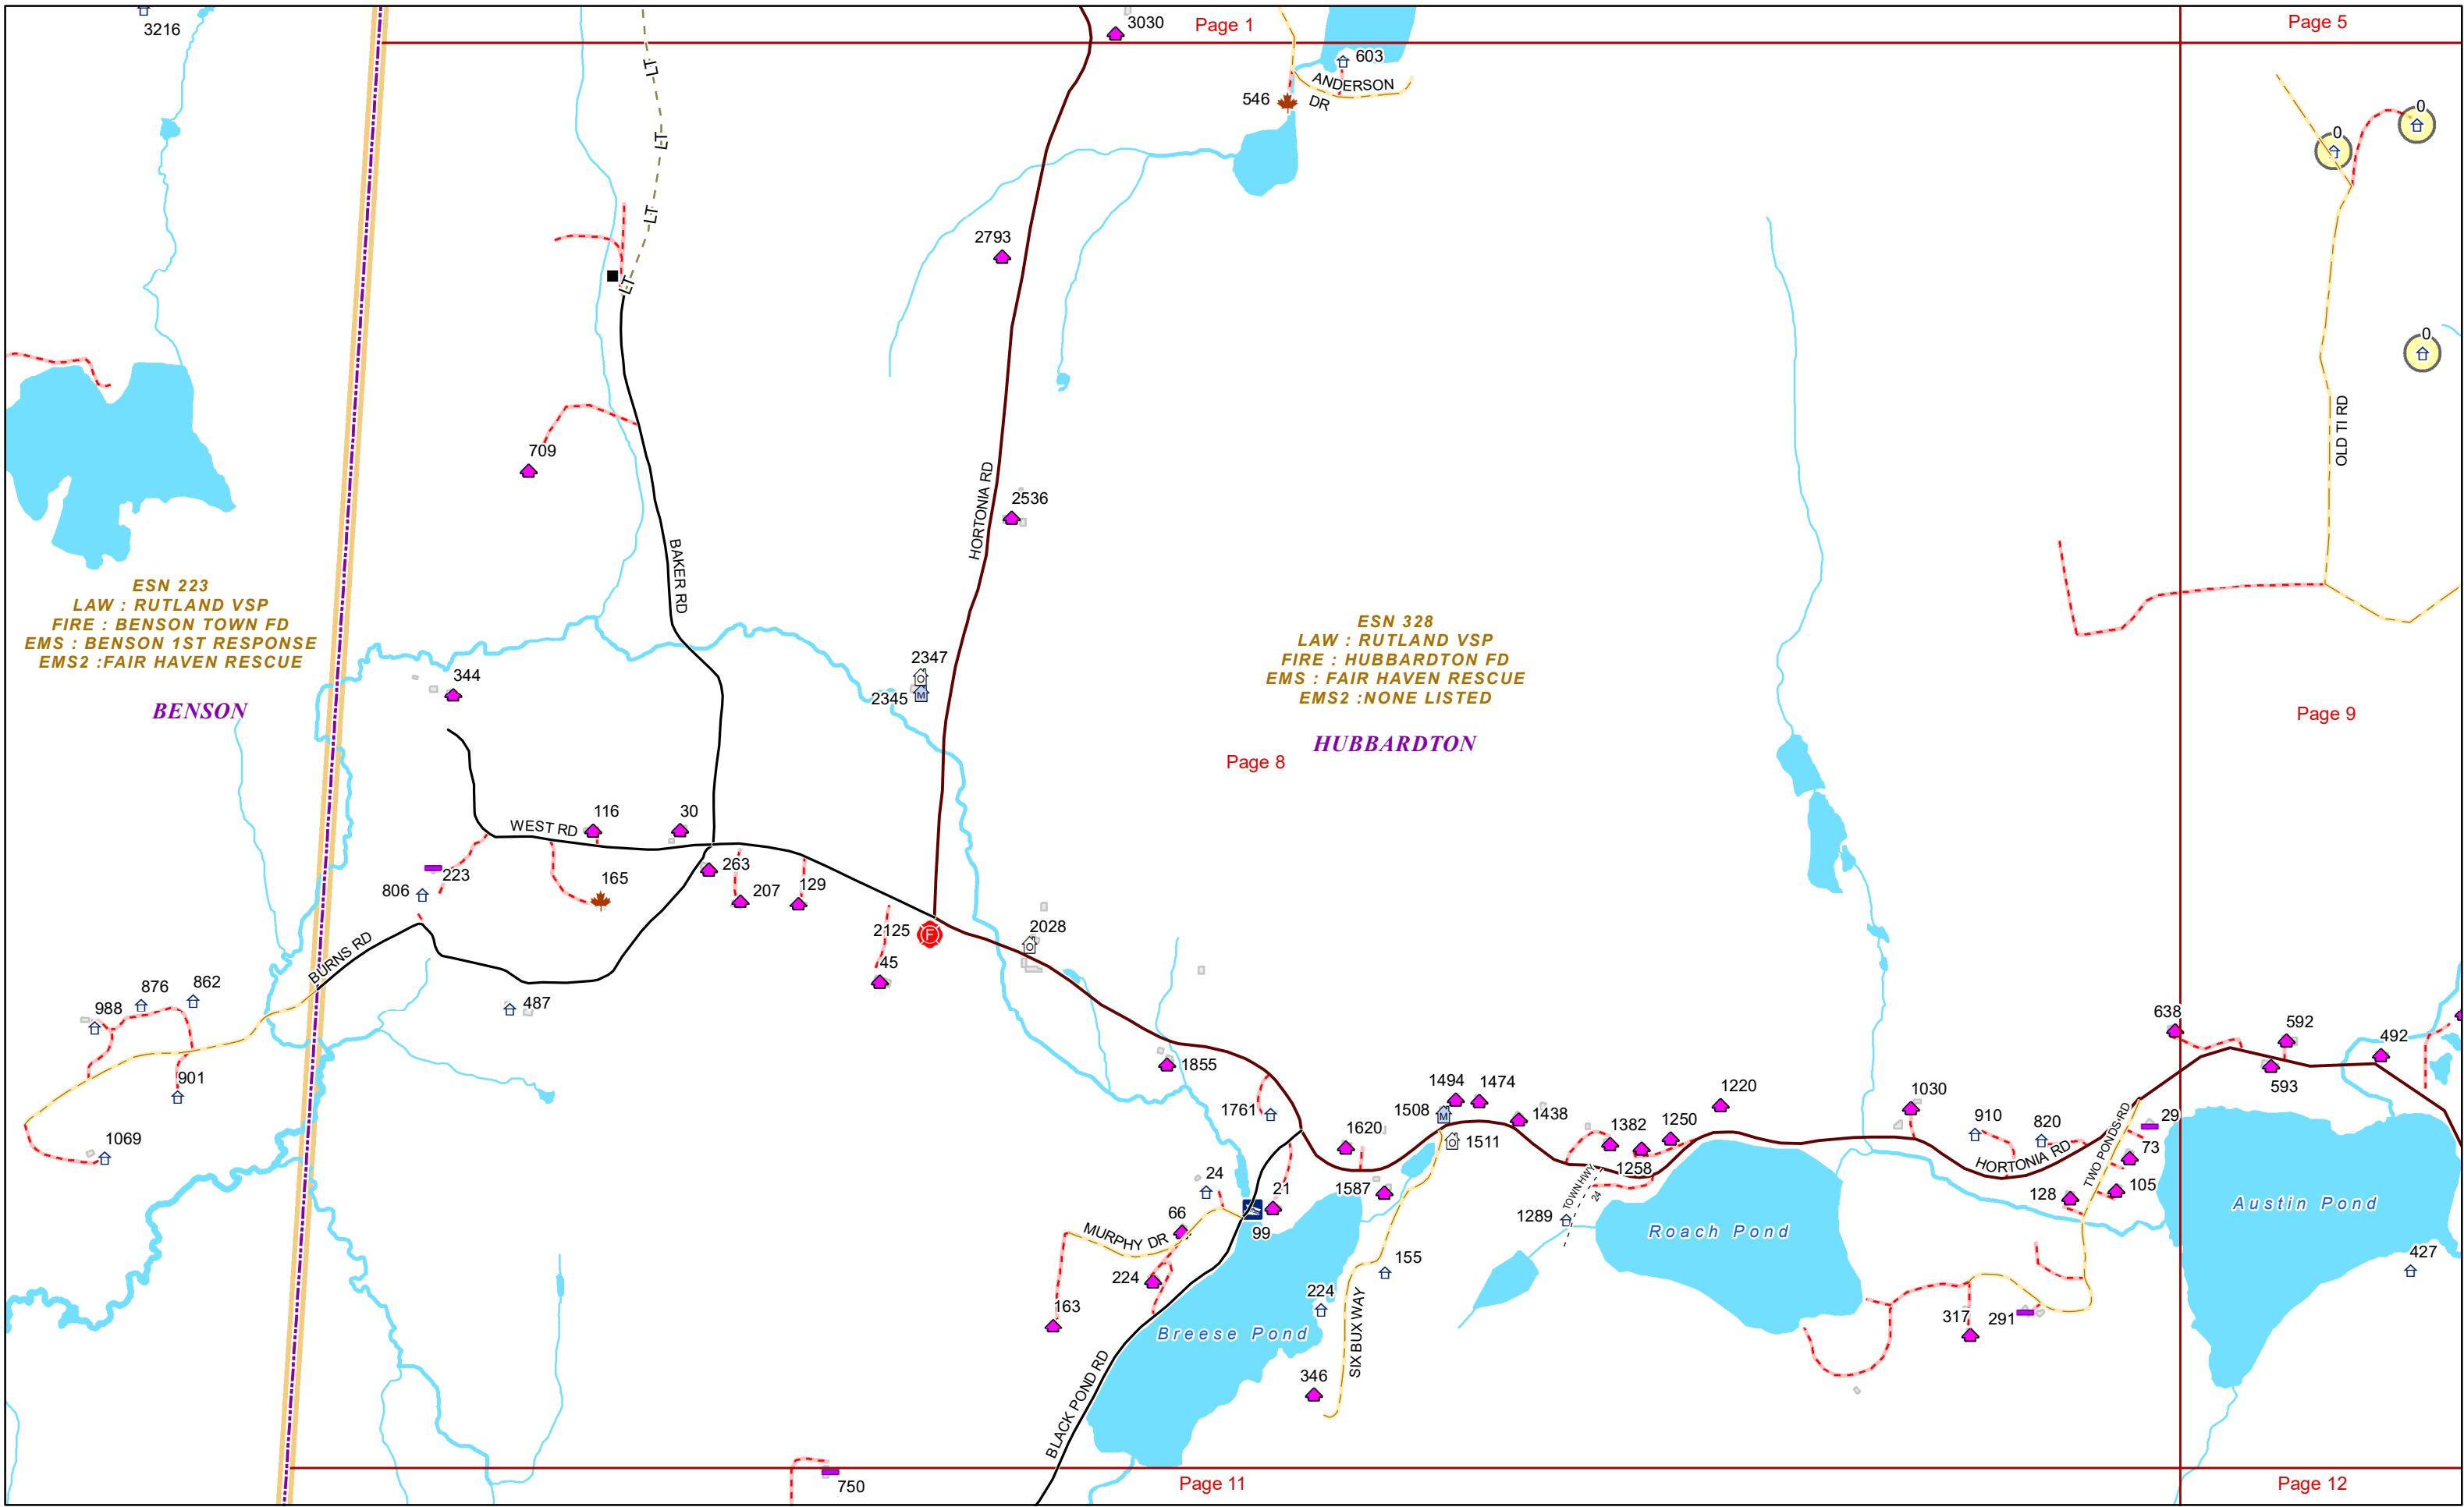 3216
3030
Page 1
Page 5
603
ANDERSON
DR
546
0
0
LT
LT
LT
LT
2793
0
709
OLD TI RD
HORTONIA RD
2536
BAKER RD
ESN 223
LAW : RUTLAND VSP
FIRE : BENSON TOWN FD
EMS : BENSON 1ST RESPONSE
EMS2 :FAIR HAVEN RESCUE
BENSON
ESN 328
LAW : RUTLAND VSP
FIRE : HUBBARDTON FD
EMS : FAIR HAVEN RESCUE
EMS2 :NONE LISTED
HUBBARDTON
344
2347
O
2345
M
Page 8
Page 9
WEST RD
116
30
263
223
806
165
207
129
2125
F
2028
O
45
BURNS RD
988
876
862
487
901
1069
638
592
492
593
1855
1761
1494
1474
1508
M
1438
1511
O
1620
1382
1250
1220
1258
1030
910
820
29
HORTONIA RD
TWO PONDS RD
73
105
128
TOWN HWY
24
1289
1587
24
21
66
99
MURPHY DR
224
163
155
224
SIX BUX WAY
346
Breese Pond
Roach Pond
Austin Pond
427
317
291
BLACK POND RD
750
Page 11
Page 12